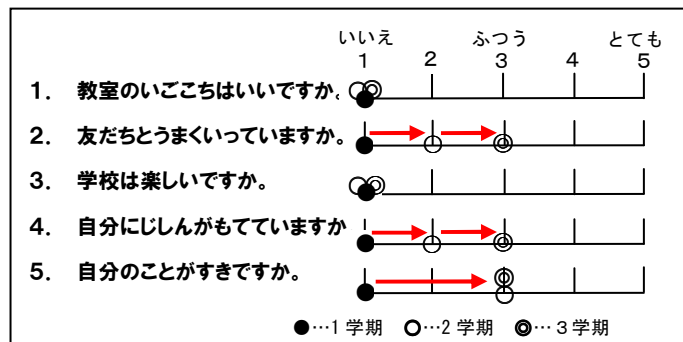 いいえ ふつう とても
1 2 3 4 5
1. 教室のいごこちはいいですか。
2. 友だちとうまくいっていますか。
3. 学校は楽しいですか。
4. 自分にじしんがもてていますか
5. 自分のことがすきですか。
●…1学期 ○…2学期 ◎…3学期